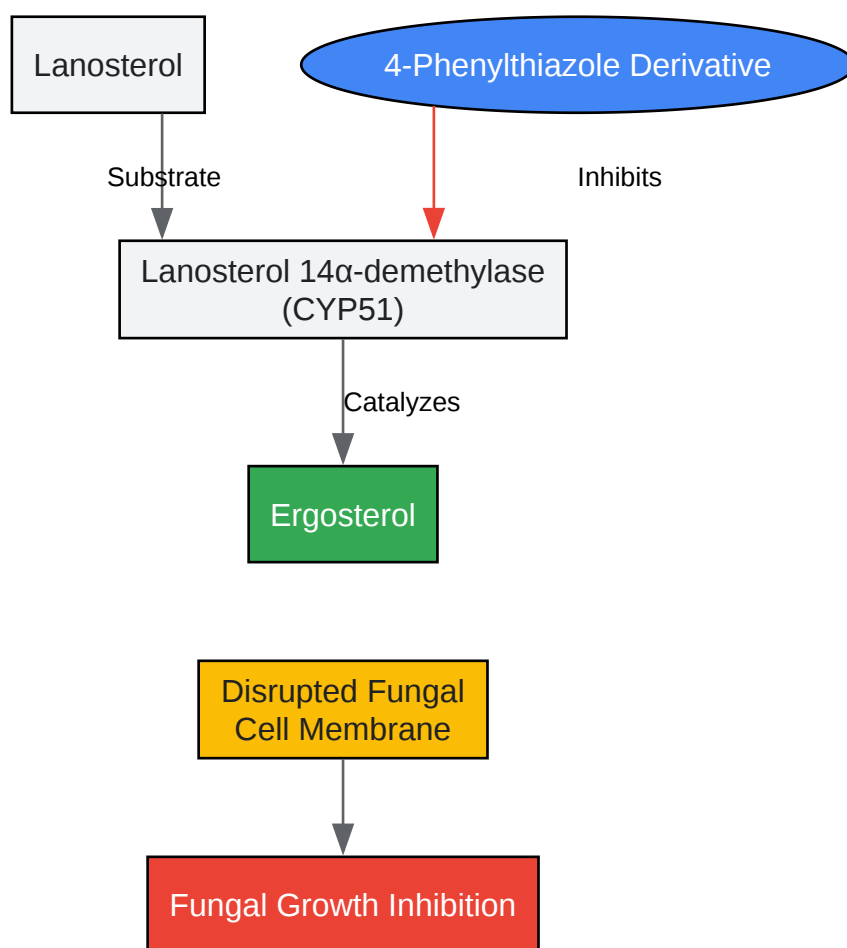 Lanosterol
4-Phenylthiazole Derivative
Substrate
Inhibits
Lanosterol 14α-demethylase
(CYP51)
Catalyzes
Ergosterol
Disrupted Fungal
Cell Membrane
Fungal Growth Inhibition